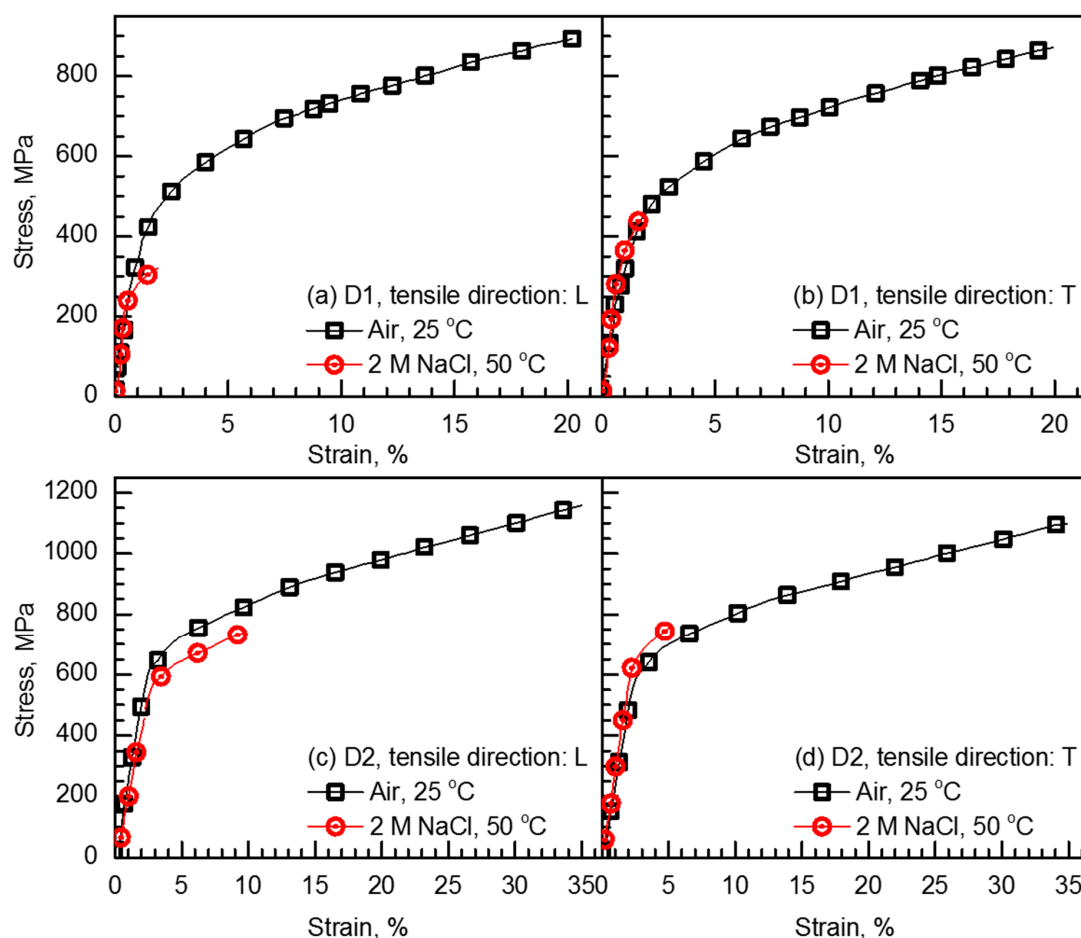 800
600
400
200
0
Stress, MPa
(a) D1, tensile direction: L
Air, 25 °C
2 M NaCl, 50 °C
0 5 10 15 20
Strain, %
(b) D1, tensile direction: T
Air, 25 °C
2 M NaCl, 50 °C
5 10 15 20
Strain, %
1200
1000
800
600
400
200
0
Stress, MPa
(c) D2, tensile direction: L
Air, 25 °C
2 M NaCl, 50 °C
0 5 10 15 20 25 30 35
Strain, %
(d) D2, tensile direction: T
Air, 25 °C
2 M NaCl, 50 °C
5 10 15 20 25 30 35
Strain, %